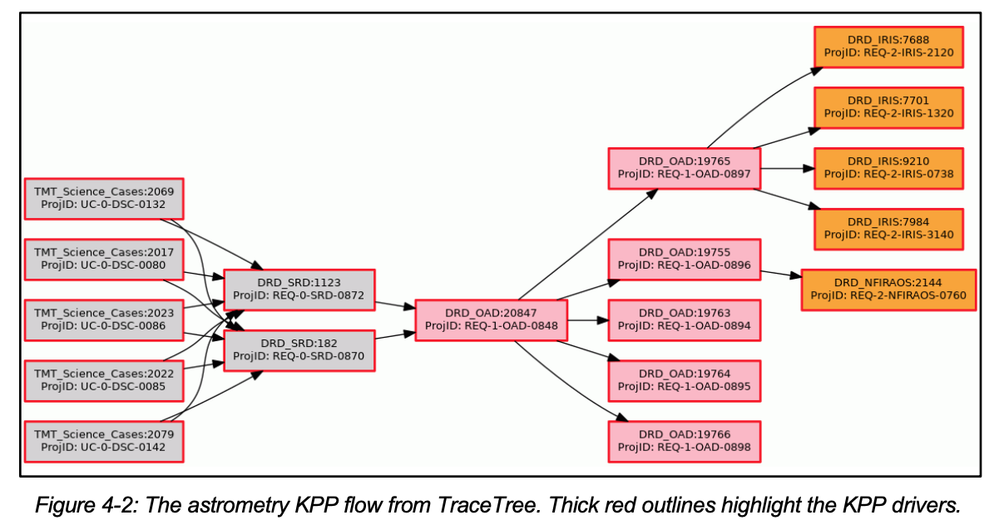 TMT_Science_Cases:2069
ProjID: UC-0-DSC-0132
TMT_Science_Cases:2017
ProjID: UC-0-DSC-0080
TMT_Science_Cases:2023
ProjID: UC-0-DSC-0086
TMT_Science_Cases:2022
ProjID: UC-0-DSC-0085
TMT_Science_Cases:2079
ProjID: UC-0-DSC-0142
DRD_SRD:1123
ProjID: REQ-0-SRD-0872
DRD_SRD:182
ProjID: REQ-0-SRD-0870
DRD_OAD:20847
ProjID: REQ-1-OAD-0848
DRD_OAD:19765
ProjID: REQ-1-OAD-0897
DRD_OAD:19755
ProjID: REQ-1-OAD-0896
DRD_OAD:19763
ProjID: REQ-1-OAD-0894
DRD_OAD:19764
ProjID: REQ-1-OAD-0895
DRD_OAD:19766
ProjID: REQ-1-OAD-0898
DRD_IRIS:7688
ProjID: REQ-2-IRIS-2120
DRD_IRIS:7701
ProjID: REQ-2-IRIS-1320
DRD_IRIS:9210
ProjID: REQ-2-IRIS-0738
DRD_IRIS:7984
ProjID: REQ-2-IRIS-3140
DRD_NFIRAOS:2144
ProjID: REQ-2-NFIRAOS-0760
Figure 4-2: The astrometry KPP flow from TraceTree. Thick red outlines highlight the KPP drivers.